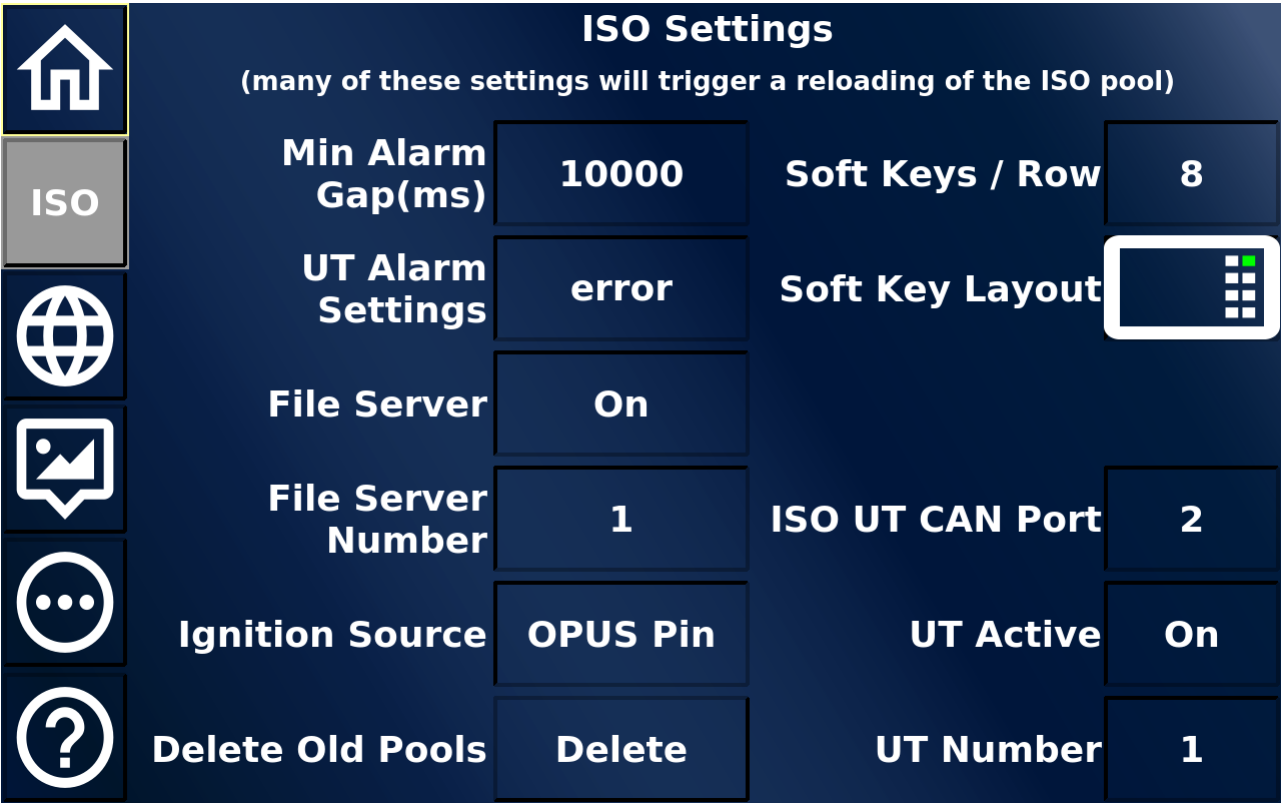 ISO Settings
(many of these settings will trigger a reloading of the ISO pool)
ISO
Min Alarm
Gap(ms)
10000
Soft Keys / Row
8
UT Alarm
Settings
error
Soft Key Layout
File Server
On
File Server
Number
1
ISO UT CAN Port
2
Ignition Source
OPUS Pin
UT Active
On
Delete Old Pools
Delete
UT Number
1
?